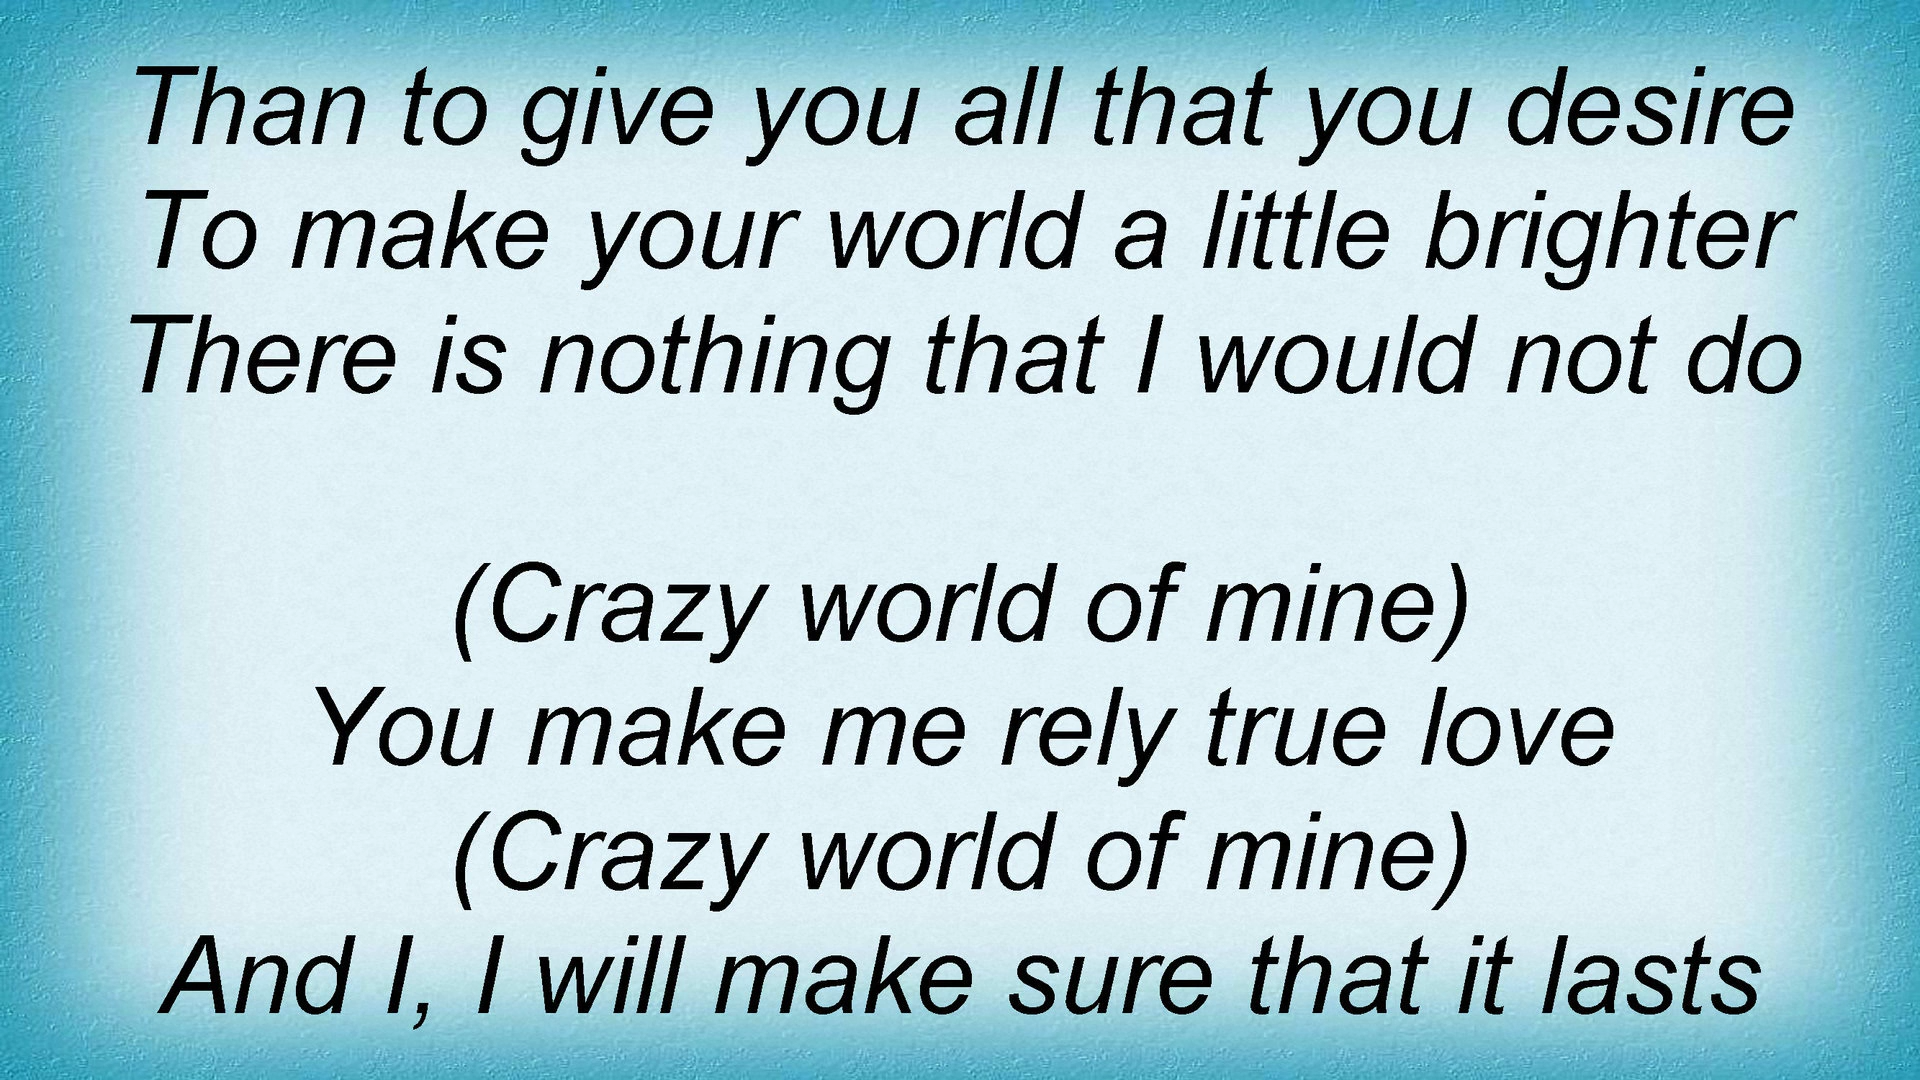 Than to give you all that you desire
To make your world a little brighter
There is nothing that I would not do
(Crazy world of mine)
You make me rely true love
(Crazy world of mine)
And I, I will make sure that it lasts